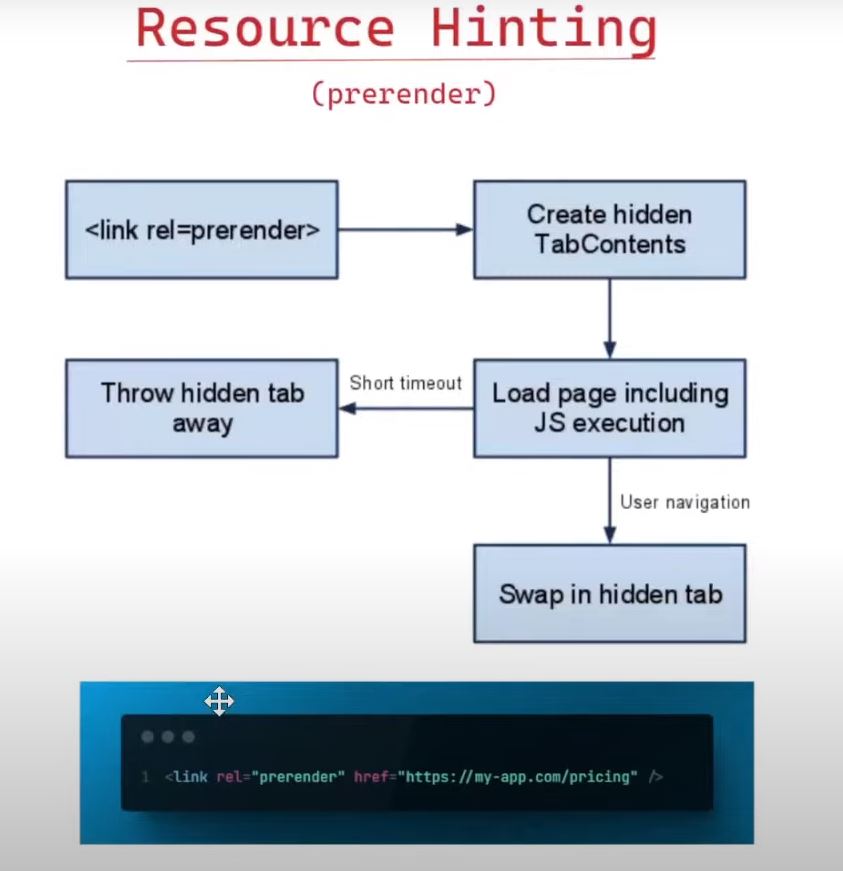 Resource Hinting
(prerender)
<link rel=prerender>
Create hidden
TabContents
Throw hidden tab
away
Short timeout
Load page including
JS execution
User navigation
Swap in hidden tab
1 <link rel="prerender" href="https://my-app.com/pricing" />